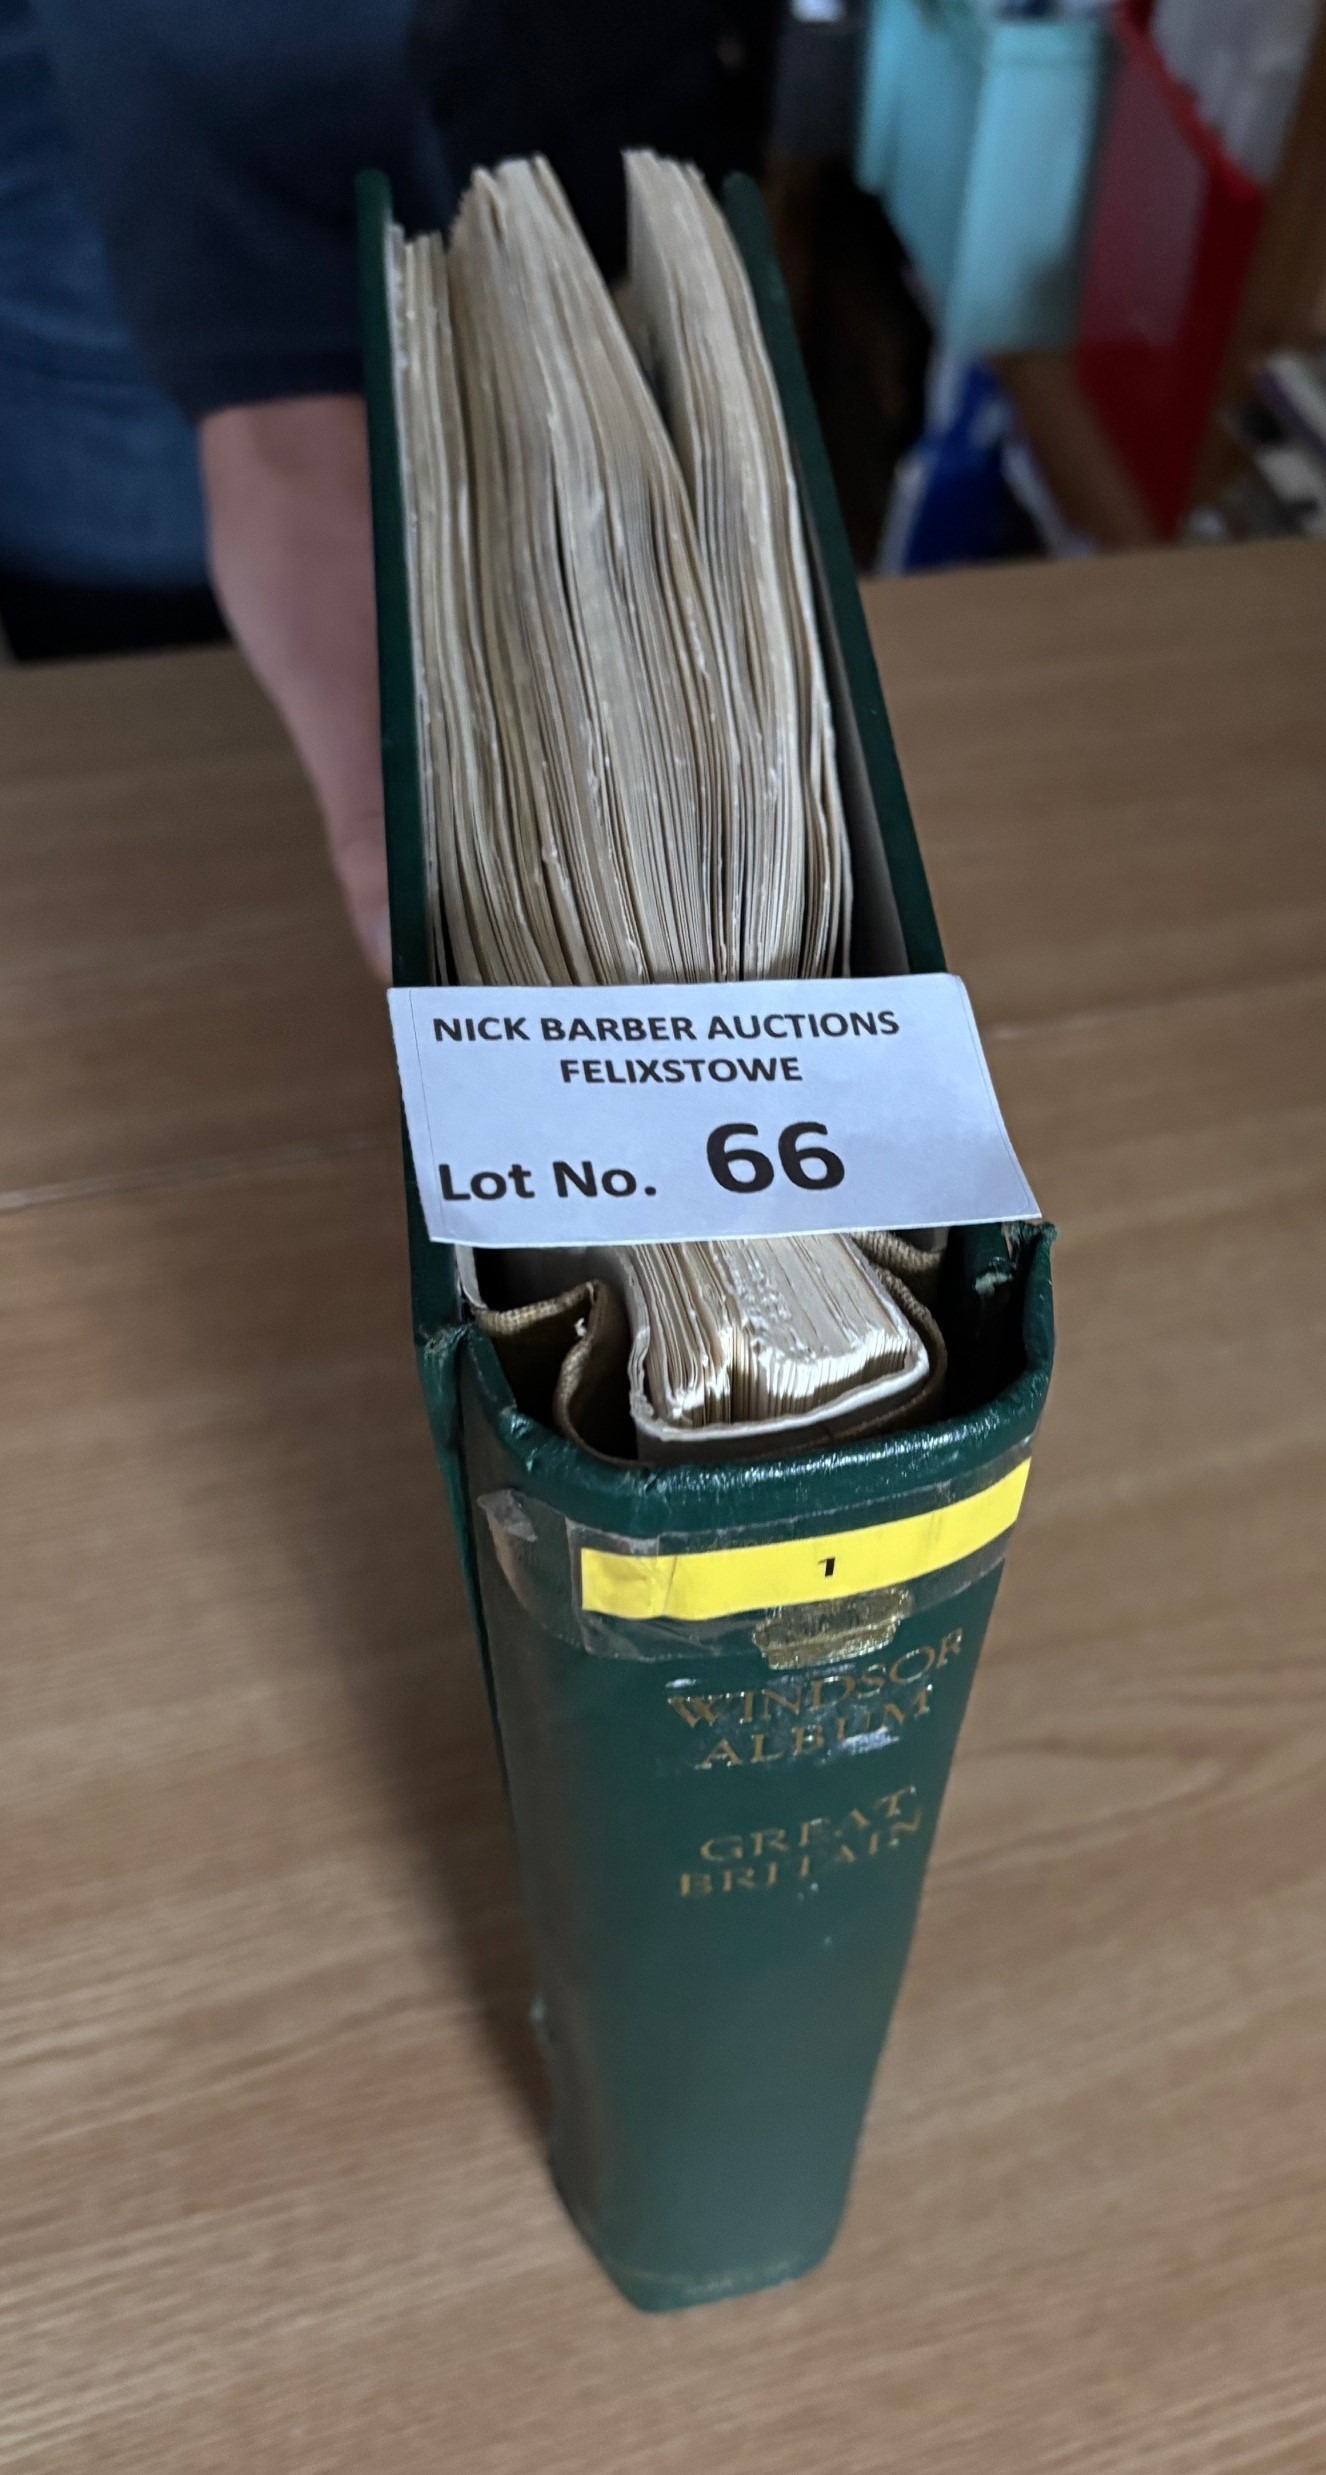 NICK BARBER AUCTIONS
FELIXSTOWE
Lot No. 66
1
WINDSOR
ALBUM
GREAT
BRITAIN